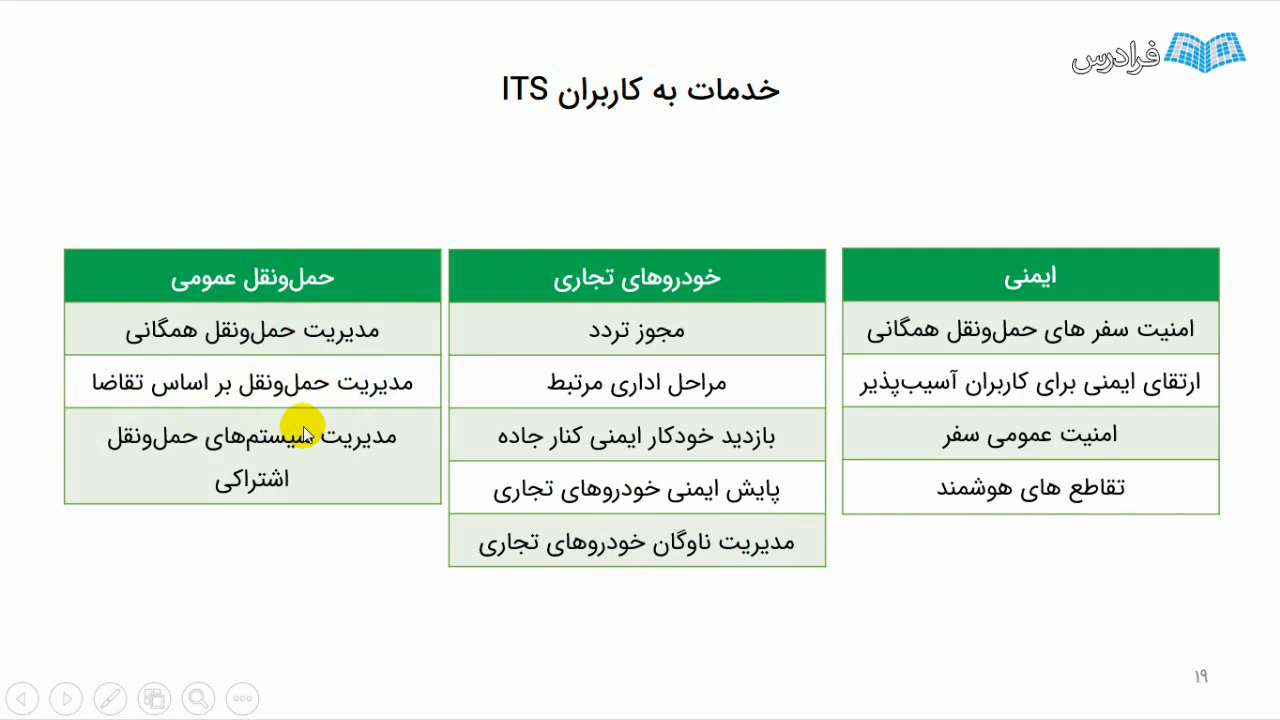 فرادرس
خدمات به کاربران ITS
ایمنی
امنیت سفر های حمل‌ونقل همگانی
ارتقای ایمنی برای کاربران آسیب‌پذیر
امنیت عمومی سفر
تقاطع های هوشمند
خودروهای تجاری
مجوز تردد
مراحل اداری مرتبط
بازدید خودکار ایمنی کنار جاده
پایش ایمنی خودروهای تجاری
مدیریت ناوگان خودروهای تجاری
حمل‌ونقل عمومی
مدیریت حمل‌ونقل همگانی
مدیریت حمل‌ونقل بر اساس تقاضا
مدیریت سیستم‌های حمل‌ونقل
اشتراکی
۱۹